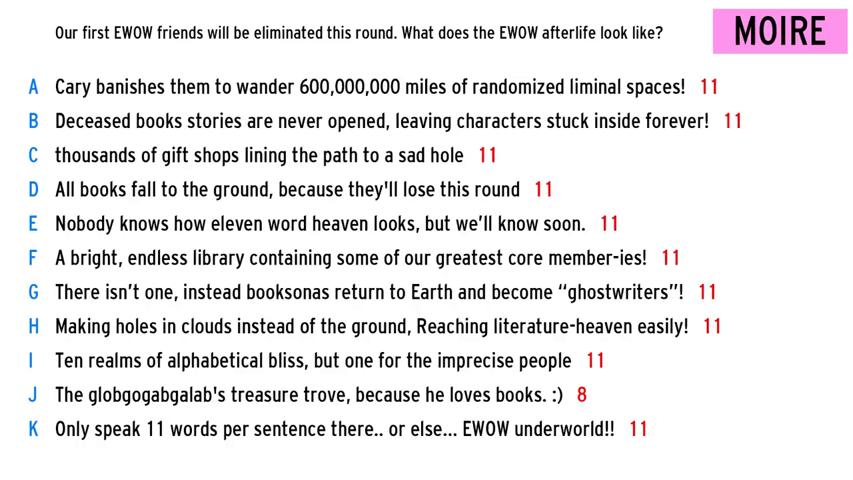 Our first EWOW friends will be eliminated this round. What does the EWOW afterlife look like?
MOIRE
A Cary banishes them to wander 600,000,000 miles of randomized liminal spaces! 11
B Deceased books stories are never opened, leaving characters stuck inside forever! 11
C thousands of gift shops lining the path to a sad hole 11
D All books fall to the ground, because they'll lose this round 11
E Nobody knows how eleven word heaven looks, but we’ll know soon. 11
F A bright, endless library containing some of our greatest core member-ies! 11
G There isn’t one, instead booksonas return to Earth and become “ghostwriters”! 11
H Making holes in clouds instead of the ground, Reaching literature-heaven easily! 11
I Ten realms of alphabetical bliss, but one for the imprecise people 11
J The globgogabgalab's treasure trove, because he loves books. :) 8
K Only speak 11 words per sentence there.. or else... EWOW underworld!! 11